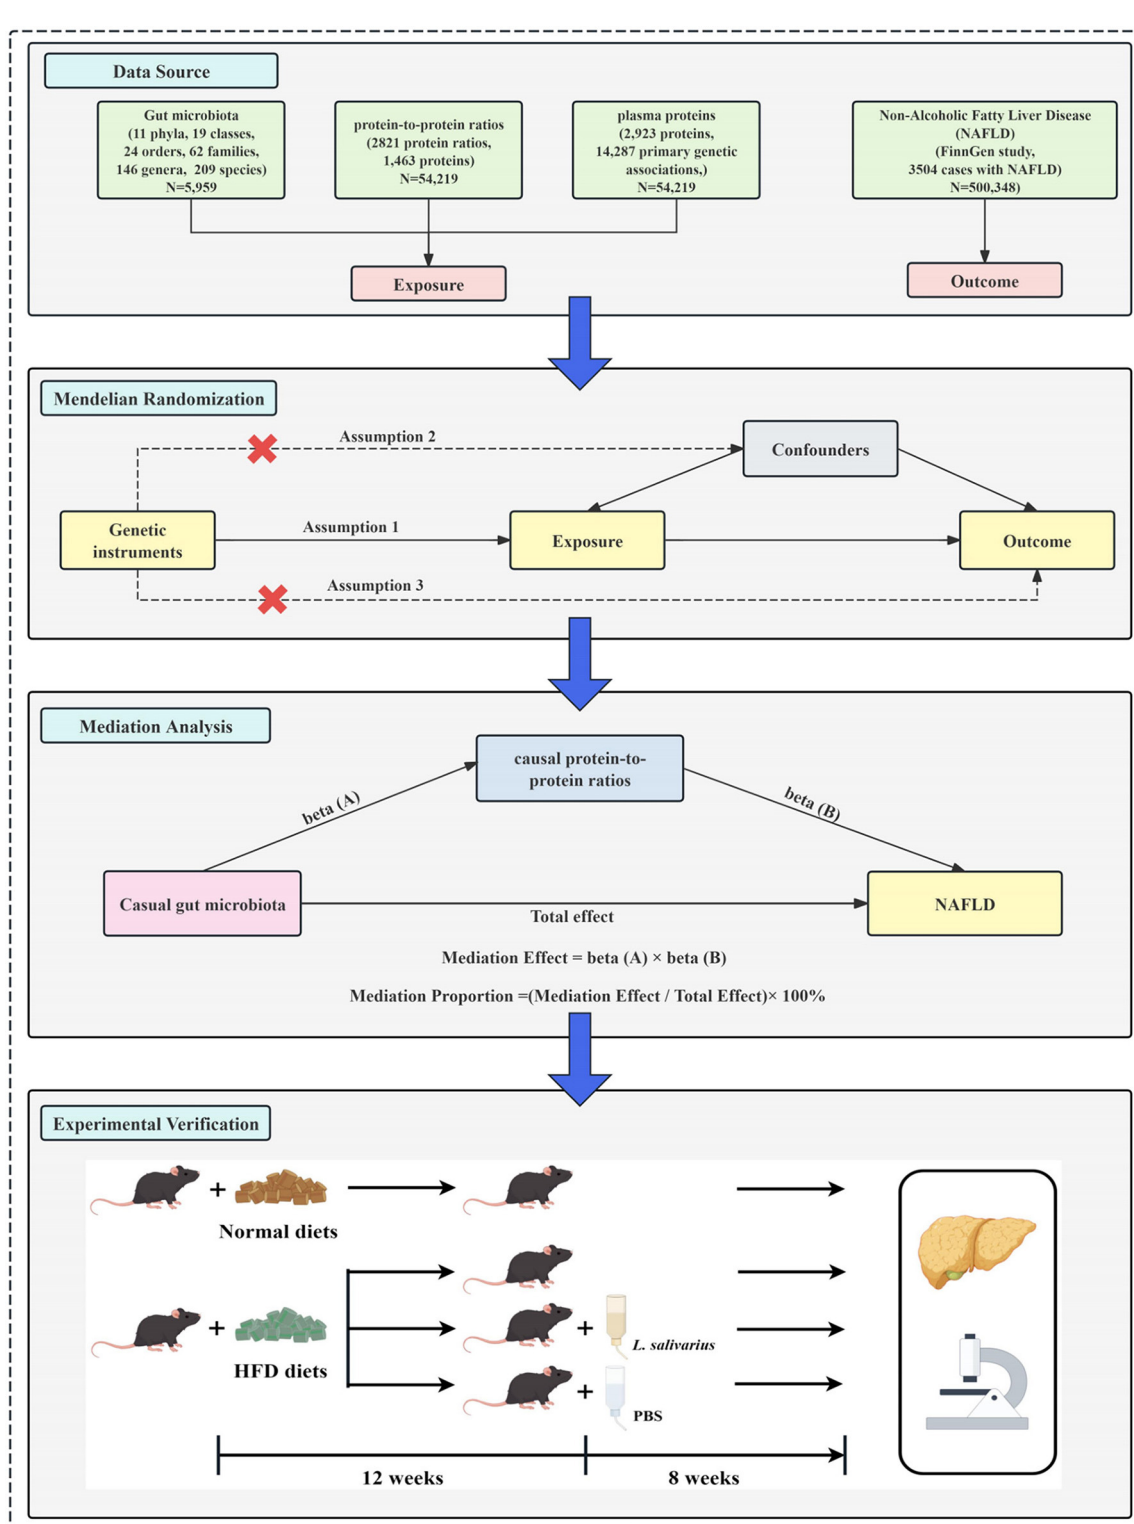 Data Source
Gut microbiota
(11 phyla, 19 classes,
24 orders, 62 families,
146 genera, 209 species)
N=5,959
protein-to-protein ratios
(2821 protein ratios,
1,463 proteins)
N=54,219
plasma proteins
(2,923 proteins,
14,287 primary genetic
associations,)
N=54,219
Non-Alcoholic Fatty Liver Disease
(NAFLD)
(FinnGen study,
3504 cases with NAFLD)
N=500,348)
Exposure
Outcome
Mendelian Randomization
Assumption 2
Confounders
Genetic
instruments
Assumption 1
Exposure
Outcome
Assumption 3
Mediation Analysis
causal protein-to-
protein ratios
beta (A)
beta (B)
Casual gut microbiota
NAFLD
Total effect
Mediation Effect = beta (A) × beta (B)
Mediation Proportion =(Mediation Effect / Total Effect)× 100%
Experimental Verification
+
Normal diets
+
HFD diets
+
L. salivarius
+
PBS
12 weeks
8 weeks